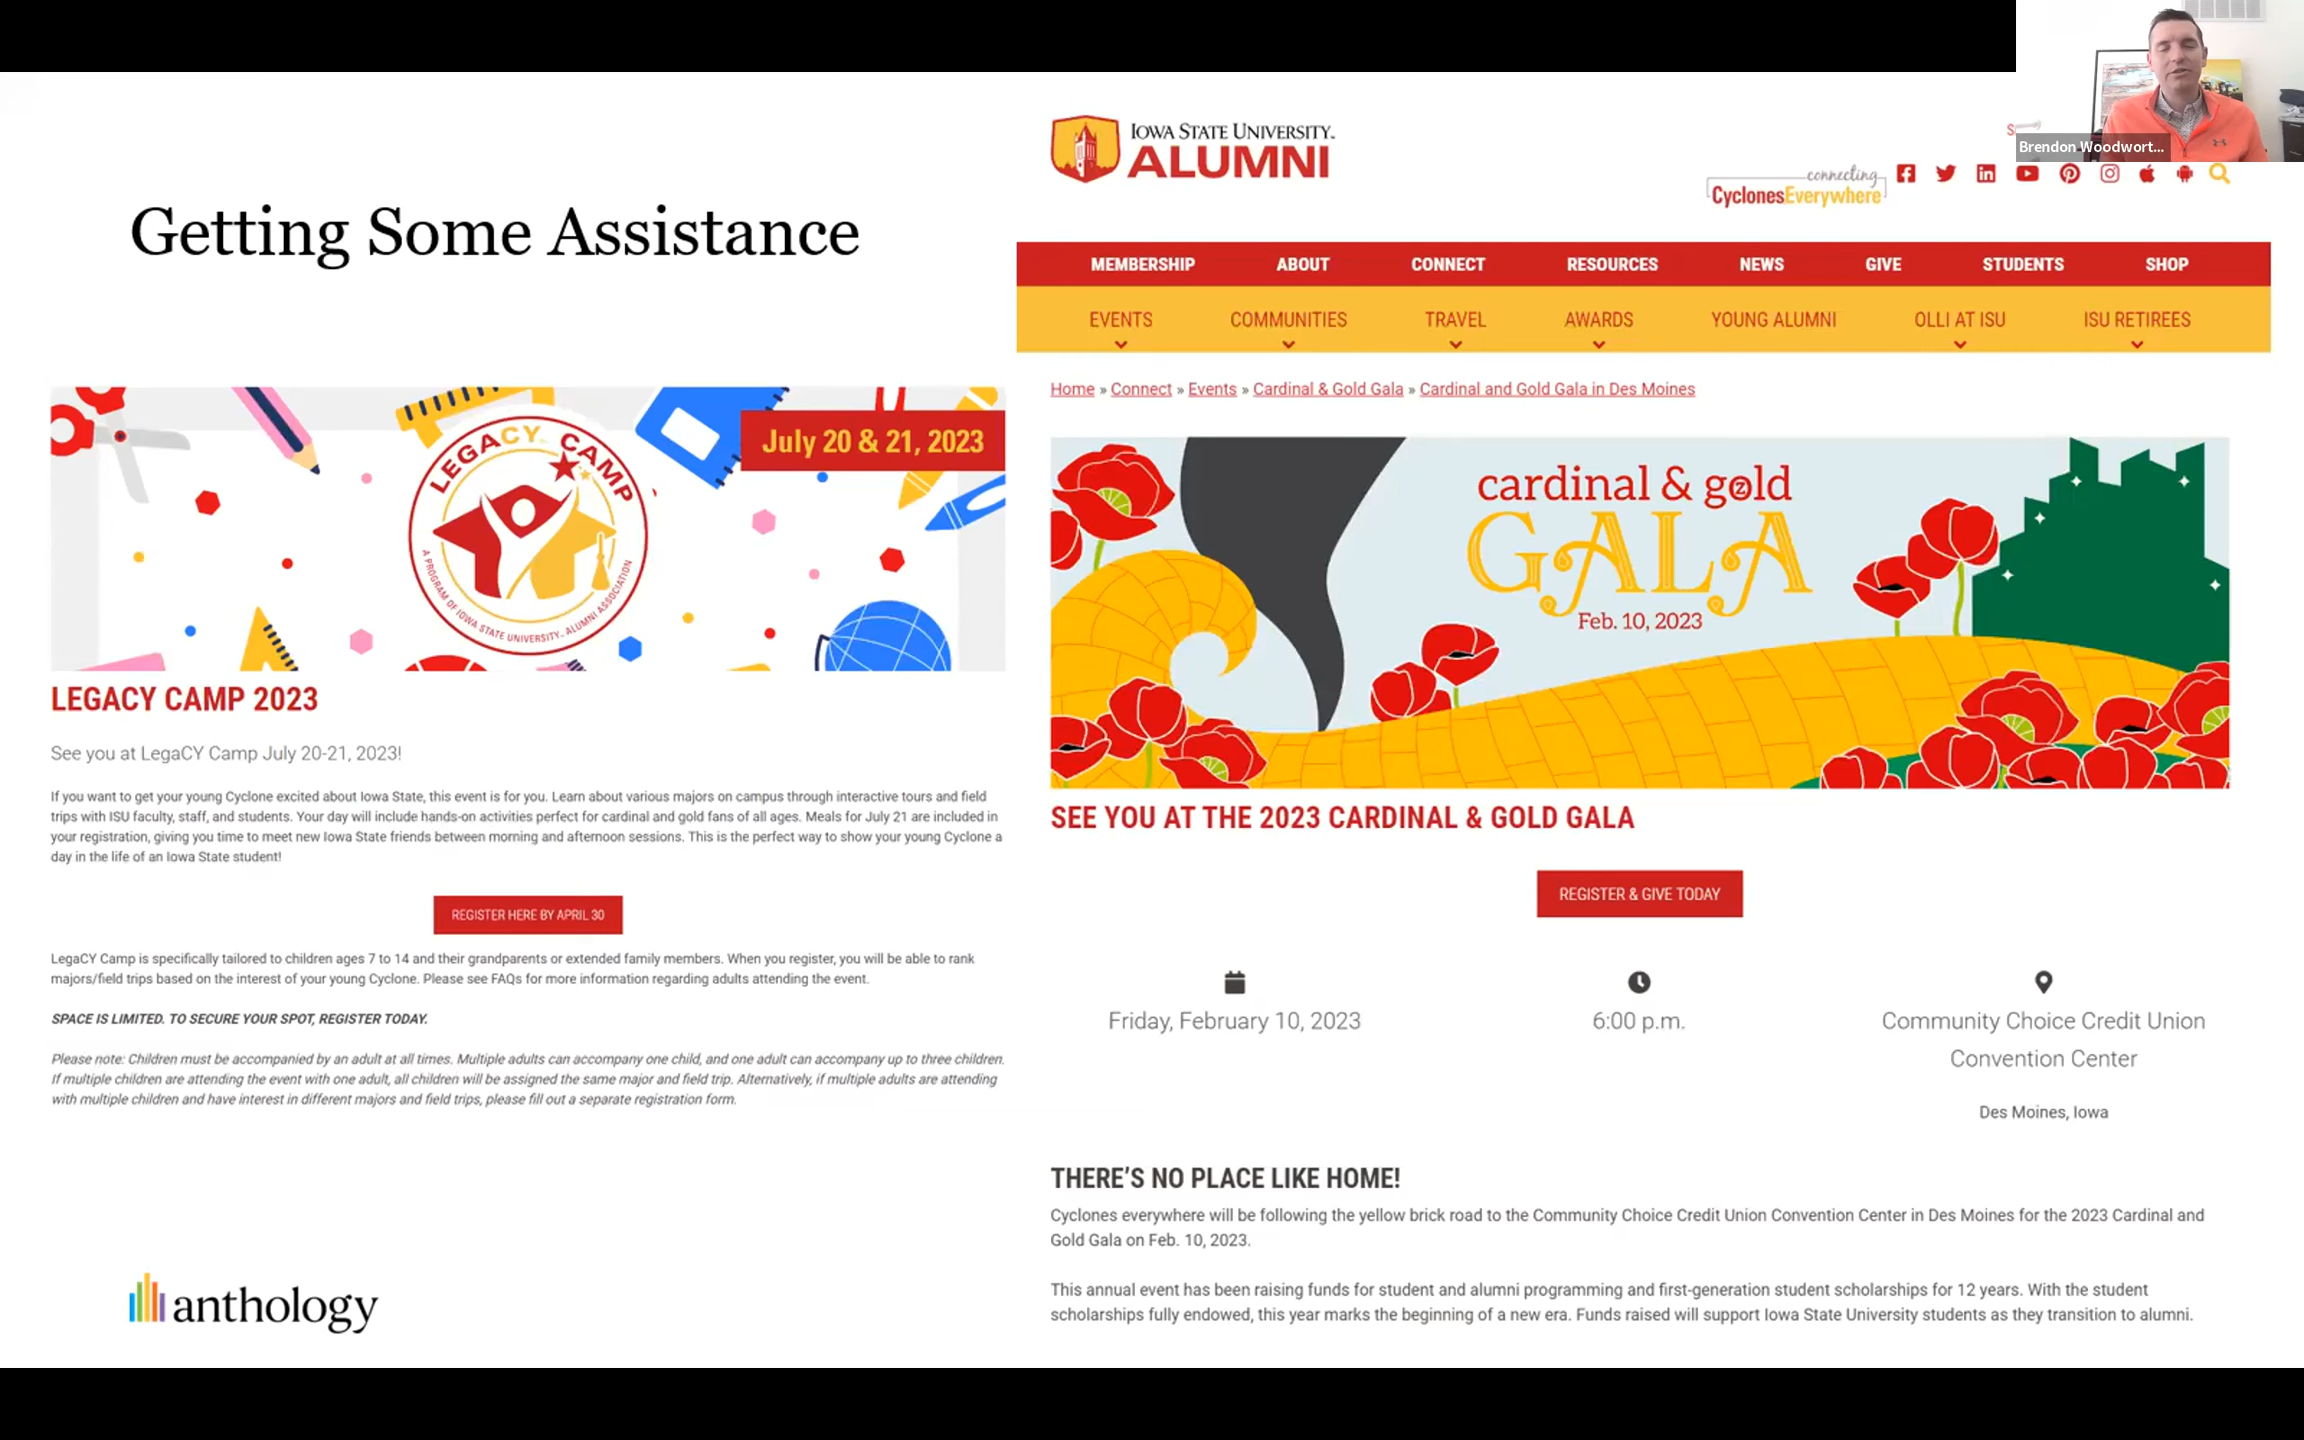 Brendon Woodwort...
Getting Some Assistance
July 20 & 21, 2023
LEGACY CAMP
A PROGRAM OF IOWA STATE UNIVERSITY ALUMNI ASSOCIATION
LEGACY CAMP 2023
See you at LegaCY Camp July 20-21, 2023!
If you want to get your young Cyclone excited about Iowa State, this event is for you. Learn about various majors on campus through interactive tours and field
trips with ISU faculty, staff, and students. Your day will include hands-on activities perfect for cardinal and gold fans of all ages. Meals for July 21 are included in
your registration, giving you time to meet new Iowa State friends between morning and afternoon sessions. This is the perfect way to show your young Cyclone a
day in the life of an Iowa State student!
REGISTER HERE BY APRIL 30
LegaCY Camp is specifically tailored to children ages 7 to 14 and their grandparents or extended family members. When you register, you will be able to rank
majors/field trips based on the interest of your young Cyclone. Please see FAQs for more information regarding adults attending the event.
SPACE IS LIMITED. TO SECURE YOUR SPOT, REGISTER TODAY.
Please note: Children must be accompanied by an adult at all times. Multiple adults can accompany one child, and one adult can accompany up to three children.
If multiple children are attending the event with one adult, all children will be assigned the same major and field trip. Alternatively, if multiple adults are attending
with multiple children and have interest in different majors and field trips, please fill out a separate registration form.
anthology
IOWA STATE UNIVERSITY.
ALUMNI
connecting
CyclonesEverywhere
MEMBERSHIP ABOUT CONNECT RESOURCES NEWS GIVE STUDENTS SHOP
EVENTS COMMUNITIES TRAVEL AWARDS YOUNG ALUMNI OLLI AT ISU ISU RETIREES
Home » Connect » Events » Cardinal & Gold Gala » Cardinal and Gold Gala in Des Moines
cardinal & gold
GALA
Feb. 10, 2023
SEE YOU AT THE 2023 CARDINAL & GOLD GALA
REGISTER & GIVE TODAY
Friday, February 10, 2023
6:00 p.m.
Community Choice Credit Union
Convention Center
Des Moines, Iowa
THERE'S NO PLACE LIKE HOME!
Cyclones everywhere will be following the yellow brick road to the Community Choice Credit Union Convention Center in Des Moines for the 2023 Cardinal and
Gold Gala on Feb. 10, 2023.
This annual event has been raising funds for student and alumni programming and first-generation student scholarships for 12 years. With the student
scholarships fully endowed, this year marks the beginning of a new era. Funds raised will support Iowa State University students as they transition to alumni.